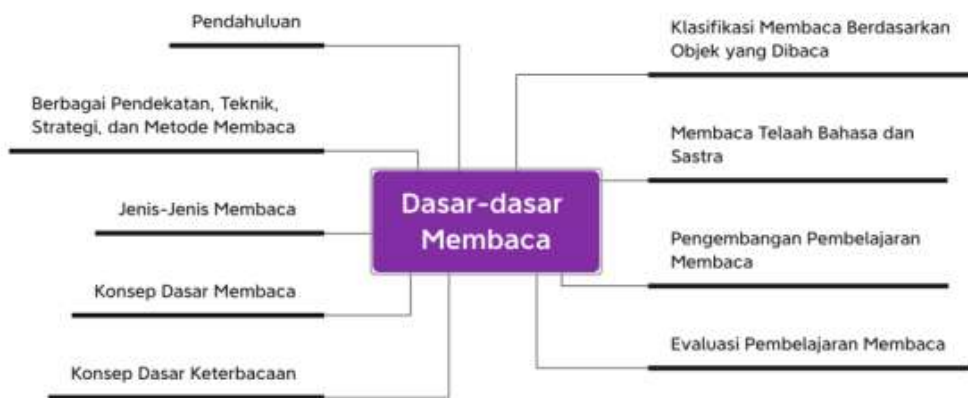 Pendahuluan
Berbagai Pendekatan, Teknik,
Strategi, dan Metode Membaca
Jenis-Jenis Membaca
Konsep Dasar Membaca
Konsep Dasar Keterbacaan
Dasar-dasar
Membaca
Klasifikasi Membaca Berdasarkan
Objek yang Dibaca
Membaca Telaah Bahasa dan
Sastra
Pengembangan Pembelajaran
Membaca
Evaluasi Pembelajaran Membaca